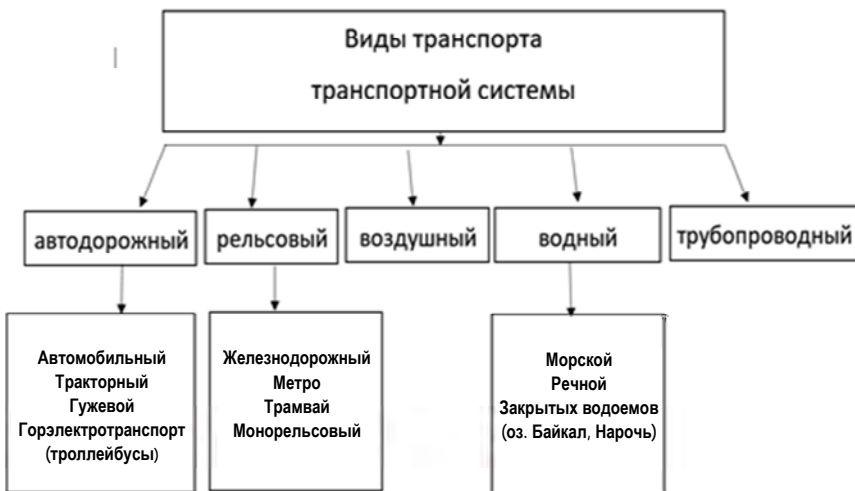 Виды транспорта
транспортной системы
автодорожный
рельсовый
воздушный
водный
трубопроводный
Автомобильный
Тракторный
Гужевой
Горэлектротранспорт
(троллейбусы)
Железнодорожный
Метро
Трамвай
Монорельсовый
Морской
Речной
Закрытых водоемов
(оз. Байкал, Нарочь)